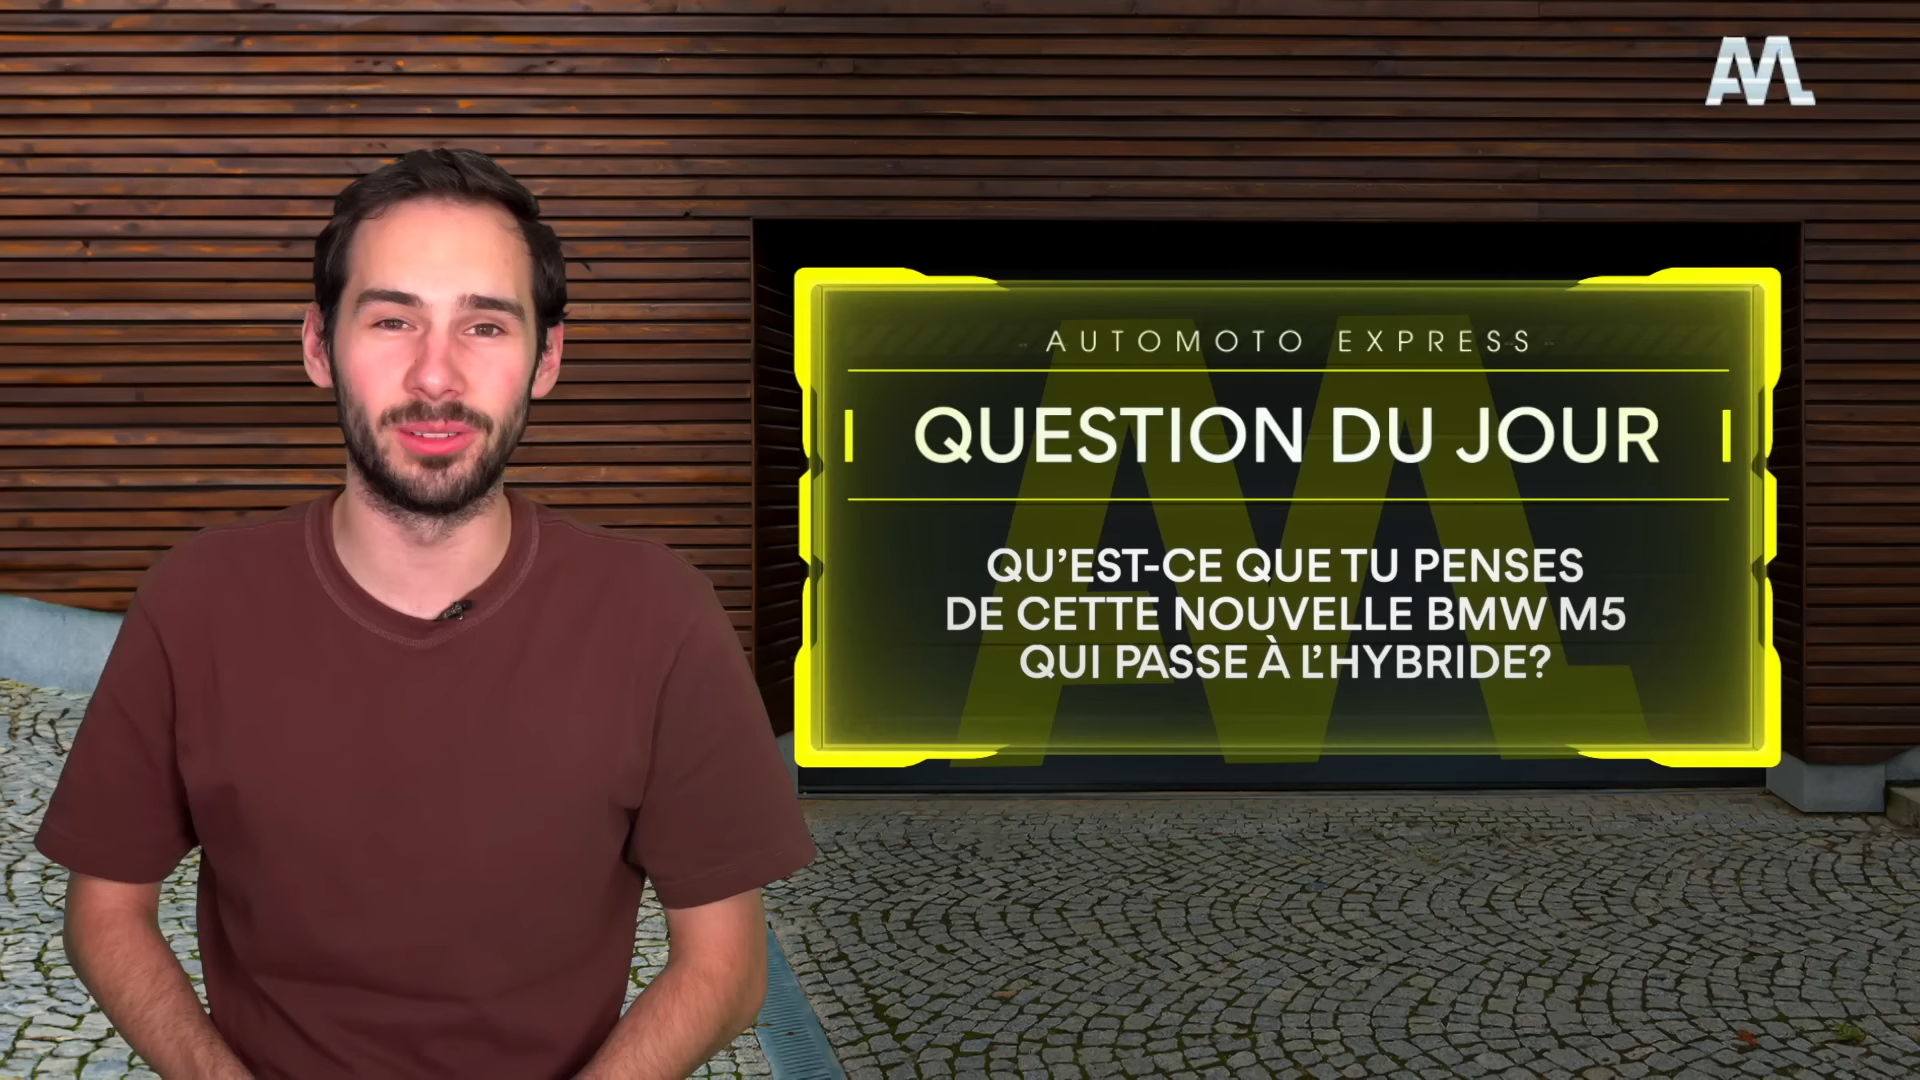 AML
AUTOMOTO EXPRESS
QUESTION DU JOUR
QU'EST-CE QUE TU PENSES
DE CETTE NOUVELLE BMW M5
QUI PASSE À L'HYBRIDE?